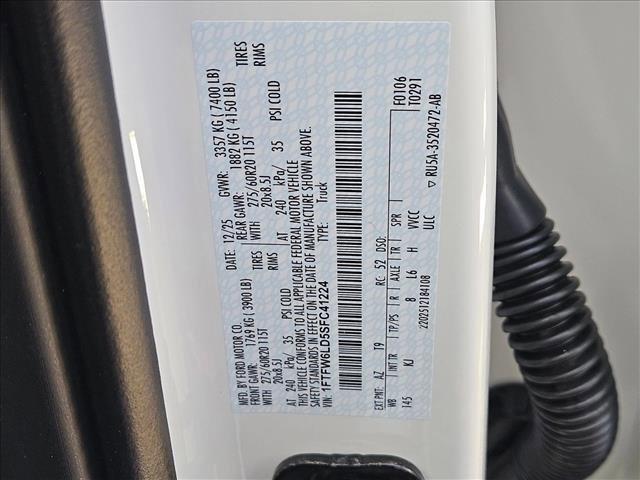 MFD. BY FORD MOTOR CO.
DATE: 12/25 GVWR: 3357 KG ( 7400 LB)
FRONT GAWR: 1769 KG ( 3900 LB) REAR GAWR: 1882 KG ( 4150 LB)
WITH 275/60R20 115T TIRES WITH 275/60R20 115T TIRES
20x8.5J RIMS 20x8.5J RIMS
AT 240 kPa/ 35 PSI COLD AT 240 kPa/ 35 PSI COLD
THIS VEHICLE CONFORMS TO ALL APPLICABLE FEDERAL MOTOR VEHICLE
SAFETY STANDARDS IN EFFECT ON THE DATE OF MANUFACTURE SHOWN ABOVE.
VIN: 1FTFW6LD5SFC41224 F0106
TYPE: Truck T0291
EXT PNT: AZ 19 RC: 52 DSO:
WB INT TR TP/PS R AXLE TR SPR
145 KJ 8 L6 H VVCC
ULC
z202512184108
RU5A-3520472-AB